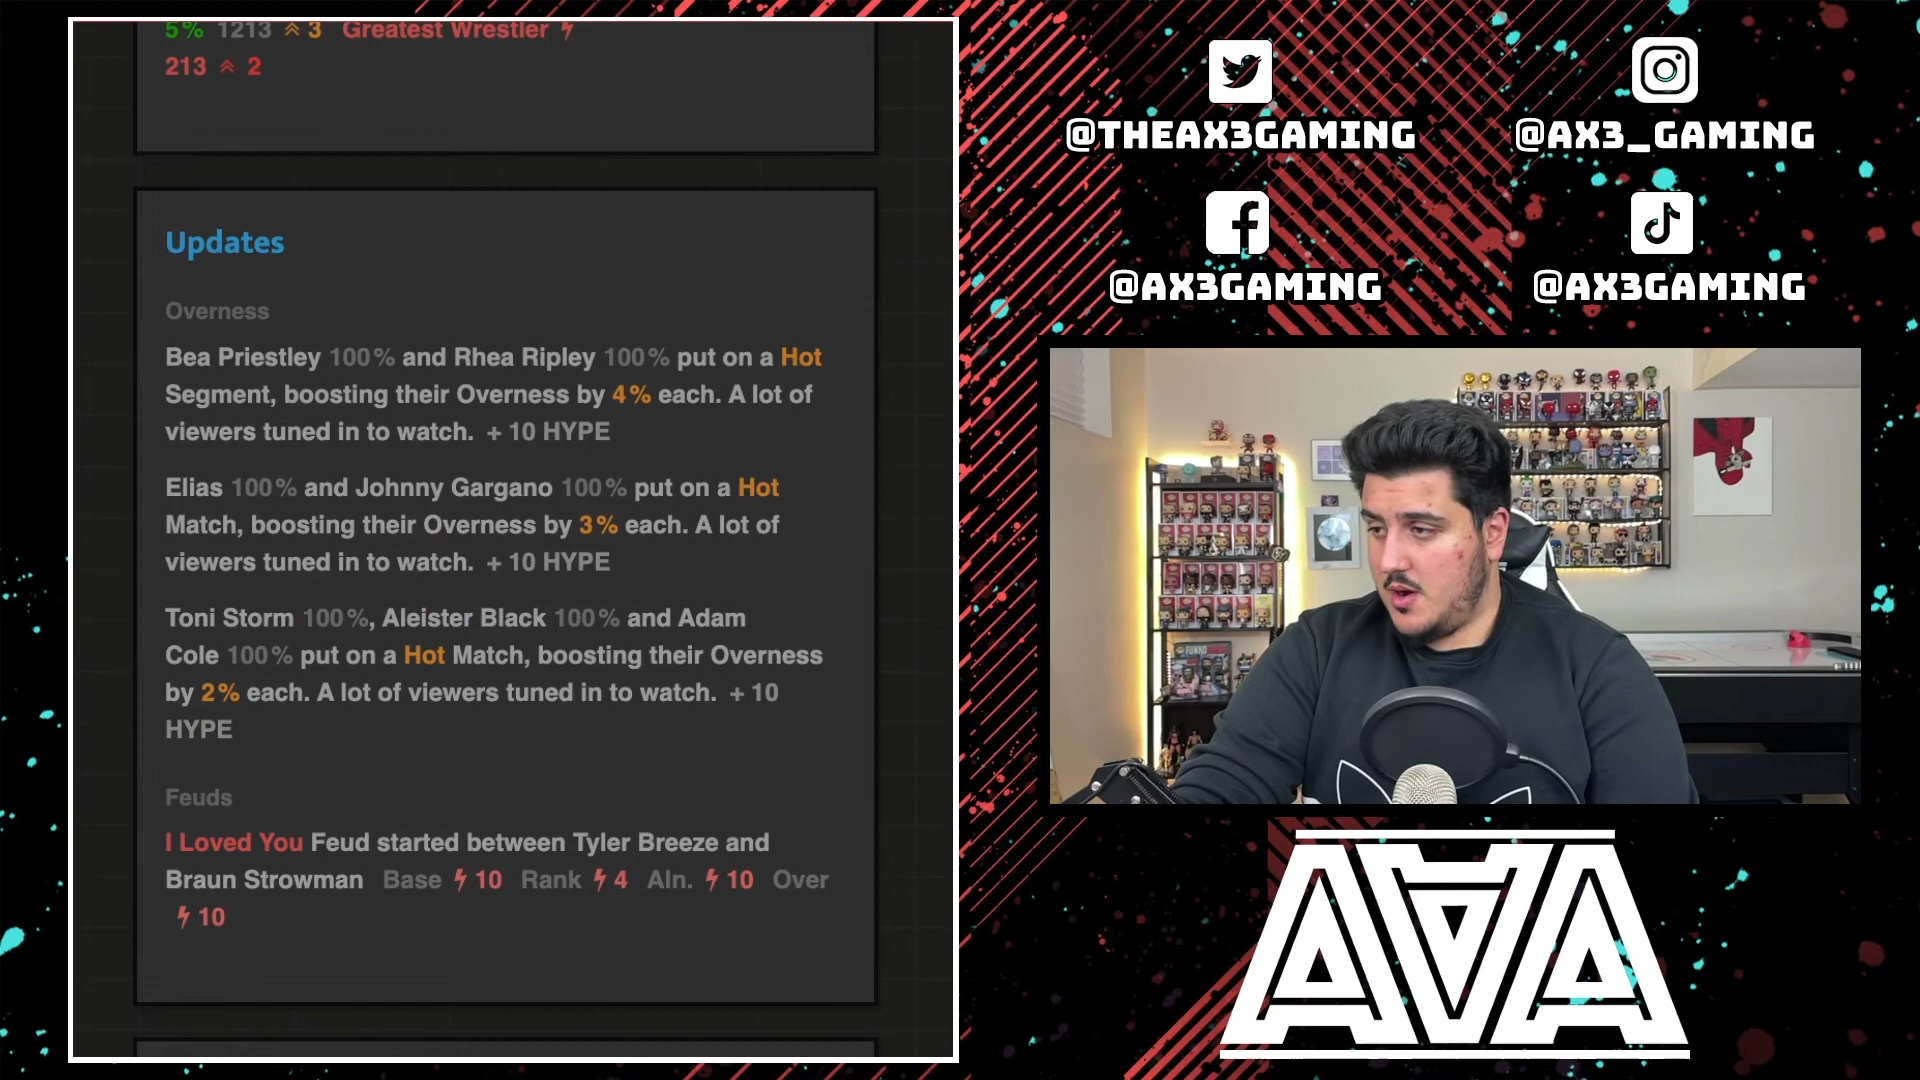 5% 1213 3 Greatest Wrestler
213 2
Updates
Overness
Bea Priestley 100% and Rhea Ripley 100% put on a Hot
Segment, boosting their Overness by 4% each. A lot of
viewers tuned in to watch. + 10 HYPE
Elias 100% and Johnny Gargano 100% put on a Hot
Match, boosting their Overness by 3% each. A lot of
viewers tuned in to watch. + 10 HYPE
Toni Storm 100%, Aleister Black 100% and Adam
Cole 100% put on a Hot Match, boosting their Overness
by 2% each. A lot of viewers tuned in to watch. + 10
HYPE
Feuds
I Loved You Feud started between Tyler Breeze and
Braun Strowman Base 10 Rank 4 Aln. 10 Over
10
@THEAX3GAMING
@AX3_GAMING
@AX3GAMING
@AX3GAMING